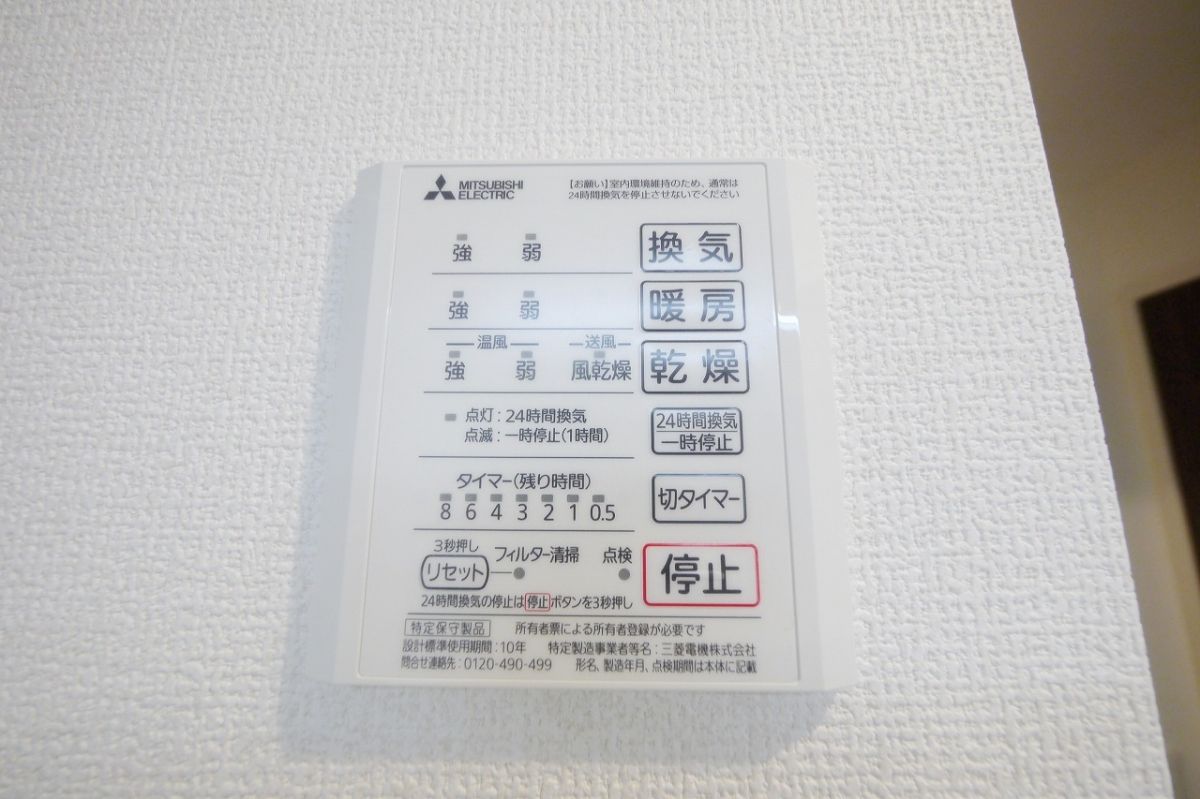 MITSUBISHI
ELECTRIC
【お願い】室内環境維持のため、通常は
24時間換気を停止させないでください
強 弱 換気
強 弱 暖房
温風 送風
強 弱 風乾燥 乾燥
点灯:24時間換気
点滅:一時停止(1時間)
24時間換気
一時停止
タイマー(残り時間)
8 6 4 3 2 1 0.5
切タイマー
3秒押し
リセット フィルター清掃 点検
停止
24時間換気の停止は停止ボタンを3秒押し
特定保守製品 所有者票による所有者登録が必要です
設計標準使用期間:10年 特定製造事業者等名:三菱電機株式会社
問合せ連絡先:0120-490-499 形名、製造年月、点検期間は本体に記載